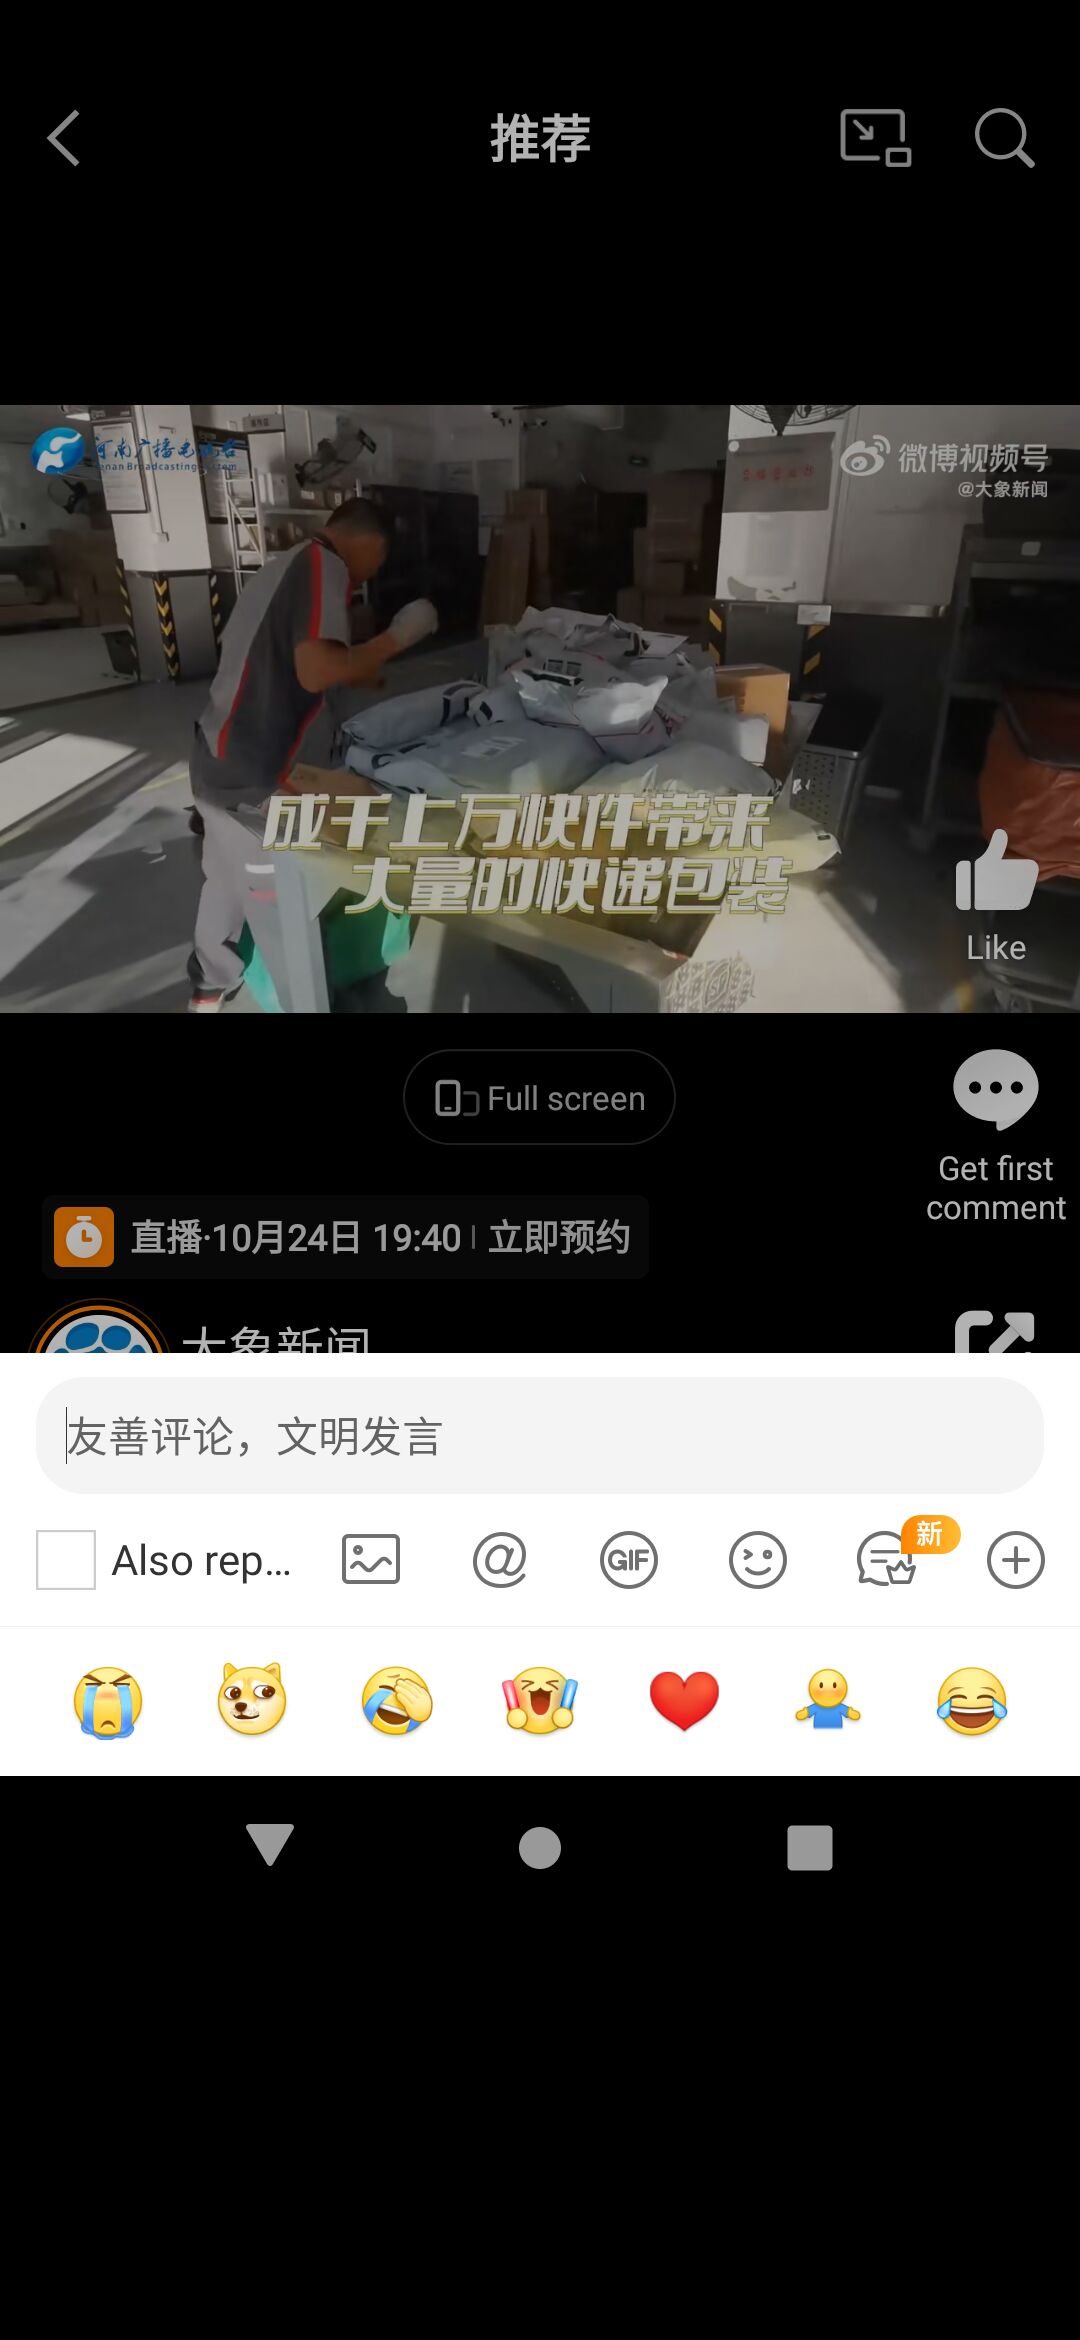 推荐
河南广播电视台
Henan Broadcasting System
微博视频号
@大象新闻
成千上万快件带来
大量的快递包装
Like
Full screen
Get first
comment
直播·10月24日 19:40 | 立即预约
大象新闻
友善评论，文明发言
Also rep...
GIF
新